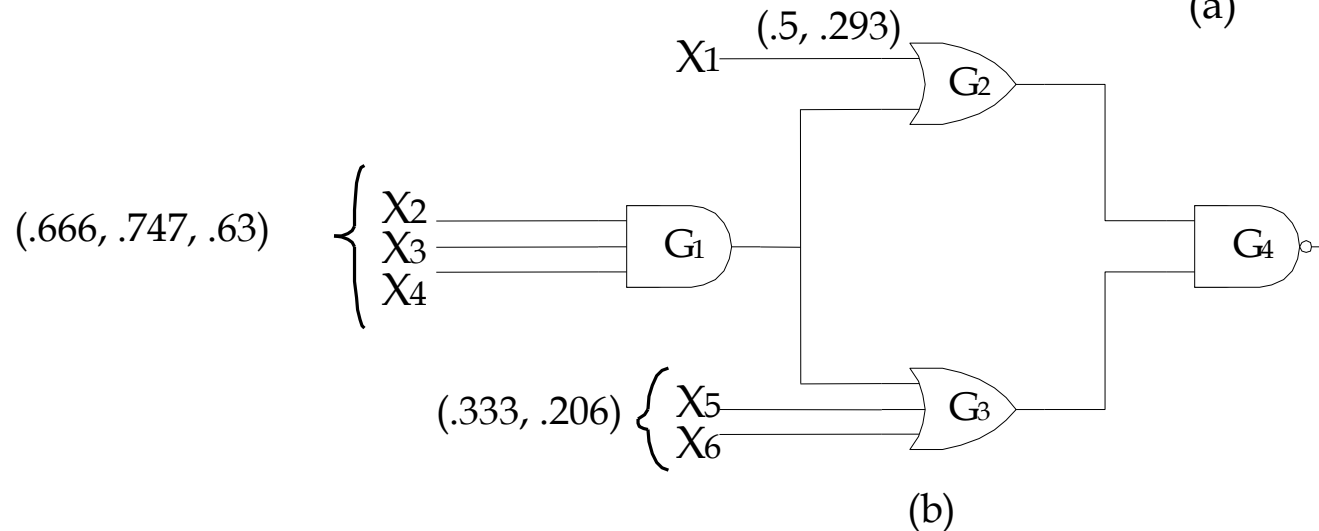 (a)
(.5, .293)
X1
G2
X2
(.666, .747, .63)
X3
G1
G4
X4
(.333, .206)
X5
G3
X6
(b)